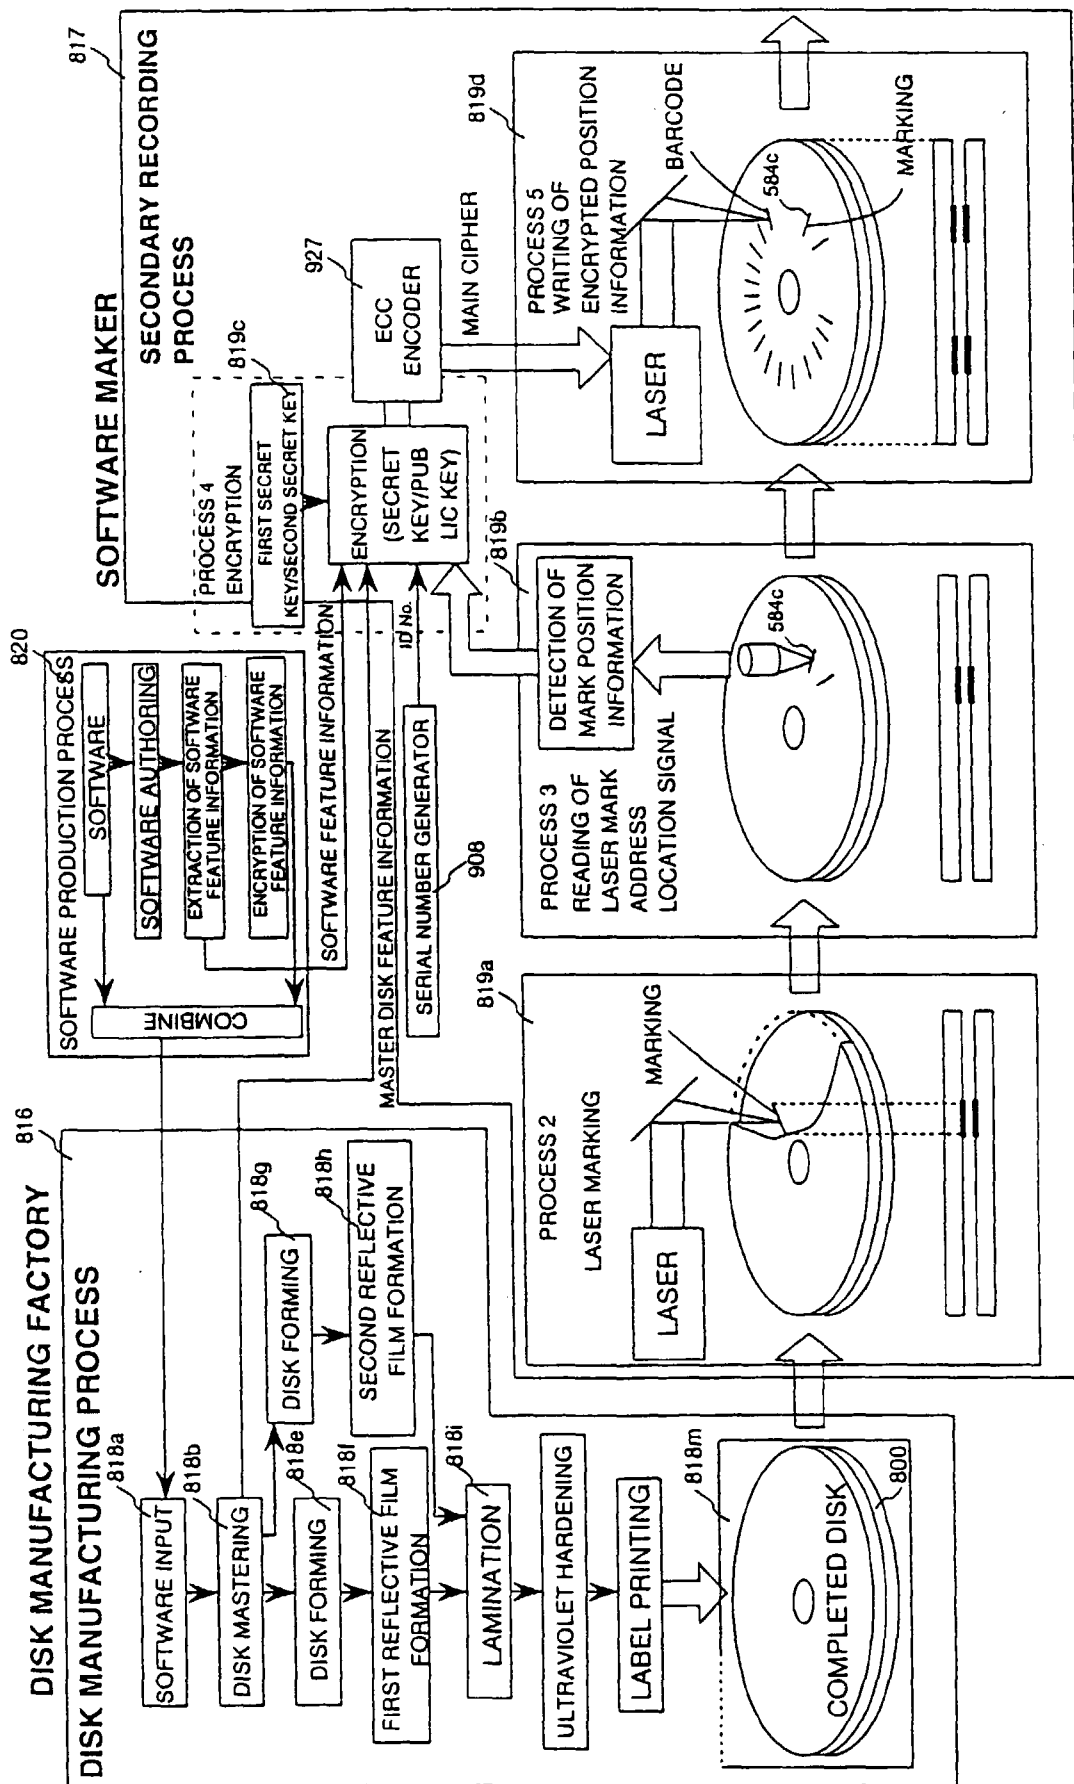 DISK MANUFACTURING FACTORY
DISK MANUFACTURING PROCESS
816
818a
SOFTWARE INPUT
818b
DISK MASTERING
818g
DISK FORMING
818e
DISK FORMING
818h
SECOND REFLECTIVE
FILM FORMATION
818f
FIRST REFLECTIVE FILM
FORMATION
818i
LAMINATION
ULTRAVIOLET HARDENING
LABEL PRINTING
818m
COMPLETED DISK
800
820
SOFTWARE PRODUCTION PROCESS
SOFTWARE
SOFTWARE AUTHORING
EXTRACTION OF SOFTWARE
FEATURE INFORMATION
ENCRYPTION OF SOFTWARE
FEATURE INFORMATION
COMBINE
SOFTWARE FEATURE INFORMATION
MASTER DISK FEATURE INFORMATION
SERIAL NUMBER GENERATOR
908
ID No.
SOFTWARE MAKER
817
SECONDARY RECORDING
PROCESS
819c
PROCESS 4
ENCRYPTION
FIRST SECRET
KEY/SECOND SECRET KEY
ENCRYPTION
(SECRET
KEY/PUB
LIC KEY)
927
ECC
ENCODER
MAIN CIPHER
819a
PROCESS 2
LASER MARKING
LASER
MARKING
819b
PROCESS 3
READING OF
LASER MARK
ADDRESS
LOCATION SIGNAL
DETECTION OF
MARK POSITION
INFORMATION
584c
819d
PROCESS 5
WRITING OF
ENCRYPTED POSITION
INFORMATION
LASER
BARCODE
584c
MARKING